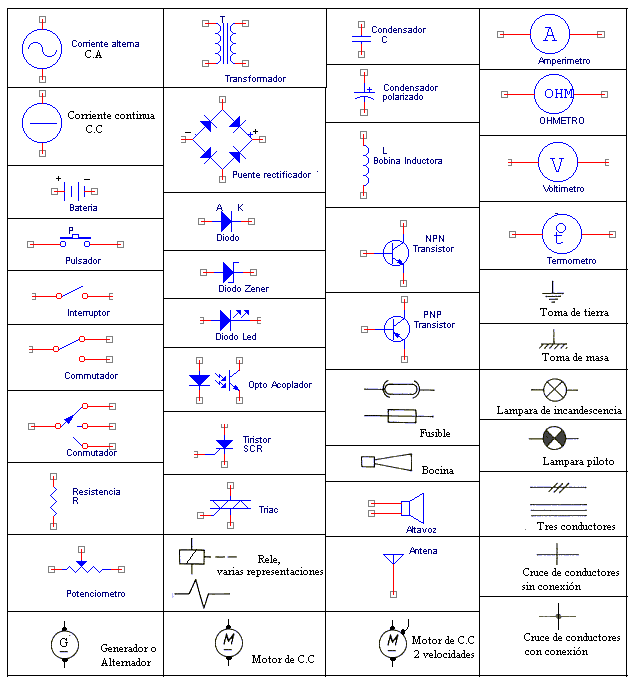 Corriente alterna
C.A
Corriente continua
C.C
+ −
Bateria
P
Pulsador
Interruptor
Conmutador
Conmutador
Resistencia
R
Potenciometro
G
Generador o
Alternador
T
Transformador
− +
+
Puente rectificador
A K
Diodo
Diodo Zener
Diodo Led
Opto Acoplador
Tiristor
SCR
Triac
Rele,
varias representaciones
M
Motor de C.C
Condensador
C
+
Condensador
polarizado
L
Bobina Inductora
NPN
Transistor
PNP
Transistor
Fusible
Bocina
Altavoz
Antena
M
Motor de C.C
2 velocidades
A
Amperimetro
OHM
OHMETRO
V
Voltimetro
t
Termometro
Toma de tierra
Toma de masa
Lampara de incandescencia
Lampara piloto
Tres conductores
Cruce de conductores
sin conexión
Cruce de conductores
con conexión